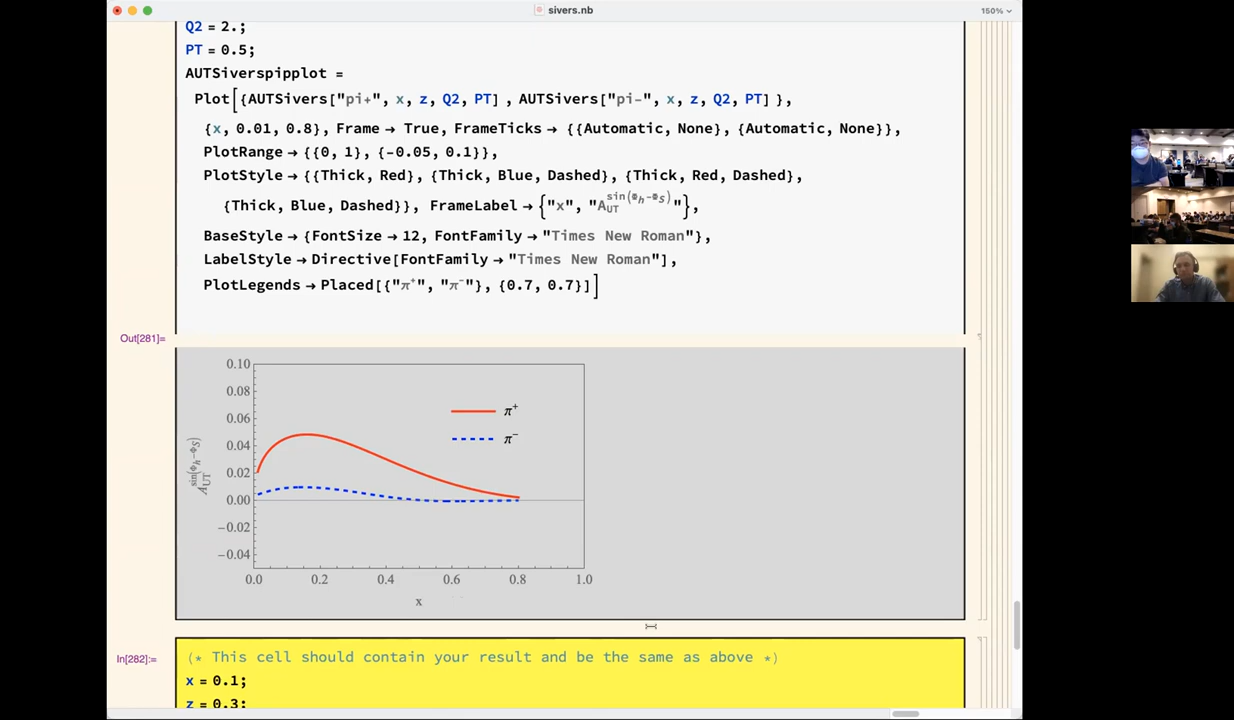 sivers.nb
150%
Q2 = 2.;
PT = 0.5;
AUTSiverspipplot =
Plot[{AUTSivers["pi+", x, z, Q2, PT] , AUTSivers["pi-", x, z, Q2, PT] },
{x, 0.01, 0.8}, Frame → True, FrameTicks → {{Automatic, None}, {Automatic, None}},
PlotRange → {{0, 1}, {-0.05, 0.1}},
PlotStyle → {{Thick, Red}, {Thick, Blue, Dashed}, {Thick, Red, Dashed},
{Thick, Blue, Dashed}}, FrameLabel → {"x", "A_UT^sin(Φh-ΦS)"},
BaseStyle → {FontSize → 12, FontFamily → "Times New Roman"},
LabelStyle → Directive[FontFamily → "Times New Roman"],
PlotLegends → Placed[{"π⁺", "π⁻"}, {0.7, 0.7}]]
Out[281]=
0.10
0.08
0.06
0.04
0.02
0.00
-0.02
-0.04
A_UT^sin(Φh-ΦS)
π⁺
π⁻
0.0 0.2 0.4 0.6 0.8 1.0
x
In[282]:=
(* This cell should contain your result and be the same as above *)
x = 0.1;
z = 0.3;